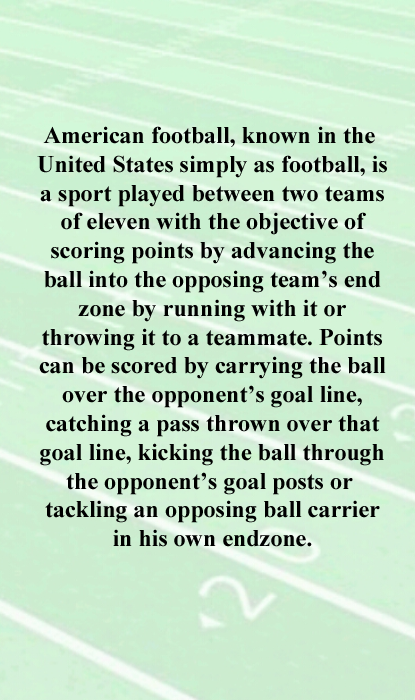 American football, known in the
United States simply as football, is
a sport played between two teams
of eleven with the objective of
scoring points by advancing the
ball into the opposing team’s end
zone by running with it or
throwing it to a teammate. Points
can be scored by carrying the ball
over the opponent’s goal line,
catching a pass thrown over that
goal line, kicking the ball through
the opponent’s goal posts or
tackling an opposing ball carrier
in his own endzone.
2 0